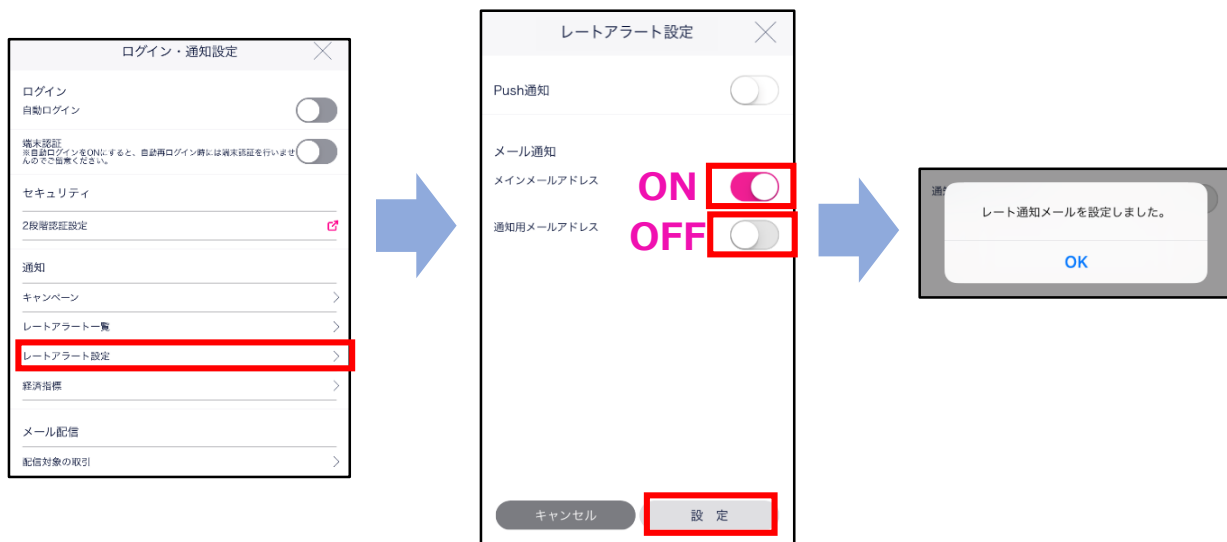 ログイン・通知設定
ログイン
自動ログイン
端末認証
※自動ログインをONにすると、自動再ログイン時には端末認証を行いませ
んのでご留意ください。
セキュリティ
2段階認証設定
通知
キャンペーン
レートアラート一覧
レートアラート設定
経済指標
メール配信
配信対象の取引
レートアラート設定
Push通知
メール通知
メインメールアドレス
ON
通知用メールアドレス
OFF
キャンセル
設 定
通
レート通知メールを設定しました。
OK